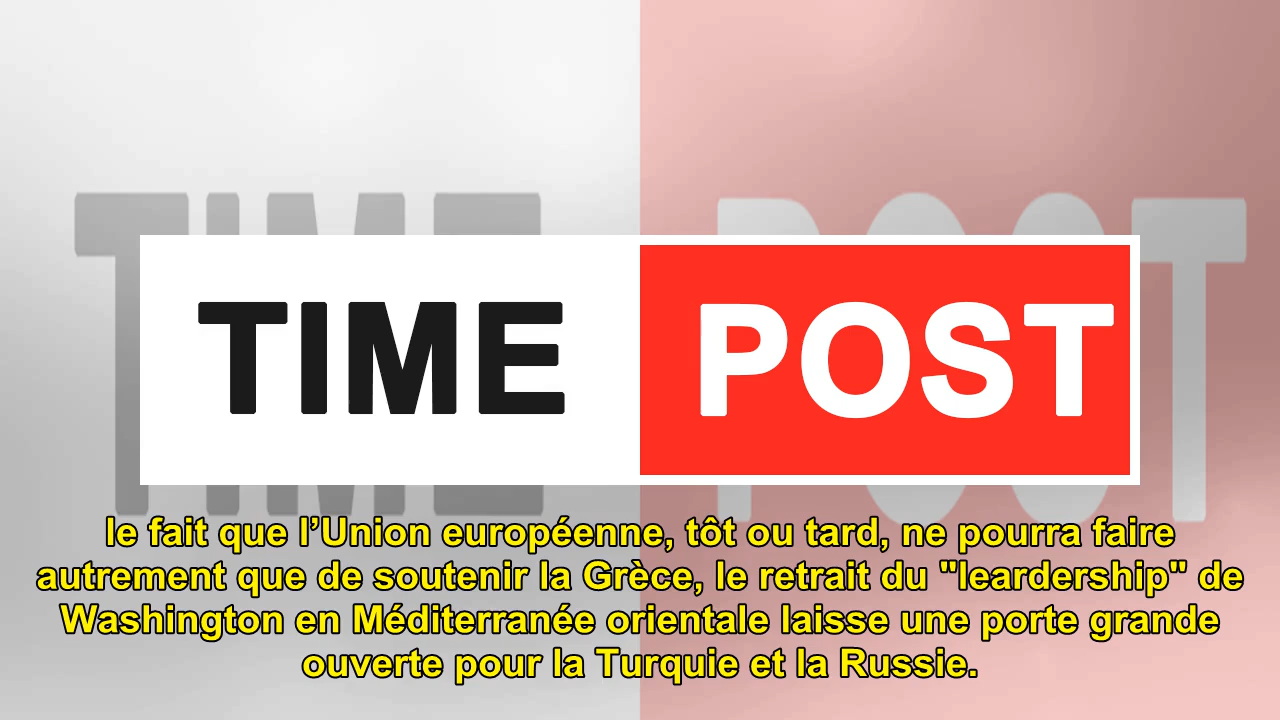 TIME POST
TIME POST
le fait que l’Union européenne, tôt ou tard, ne pourra faire
autrement que de soutenir la Grèce, le retrait du "leardership" de
Washington en Méditerranée orientale laisse une porte grande
ouverte pour la Turquie et la Russie.